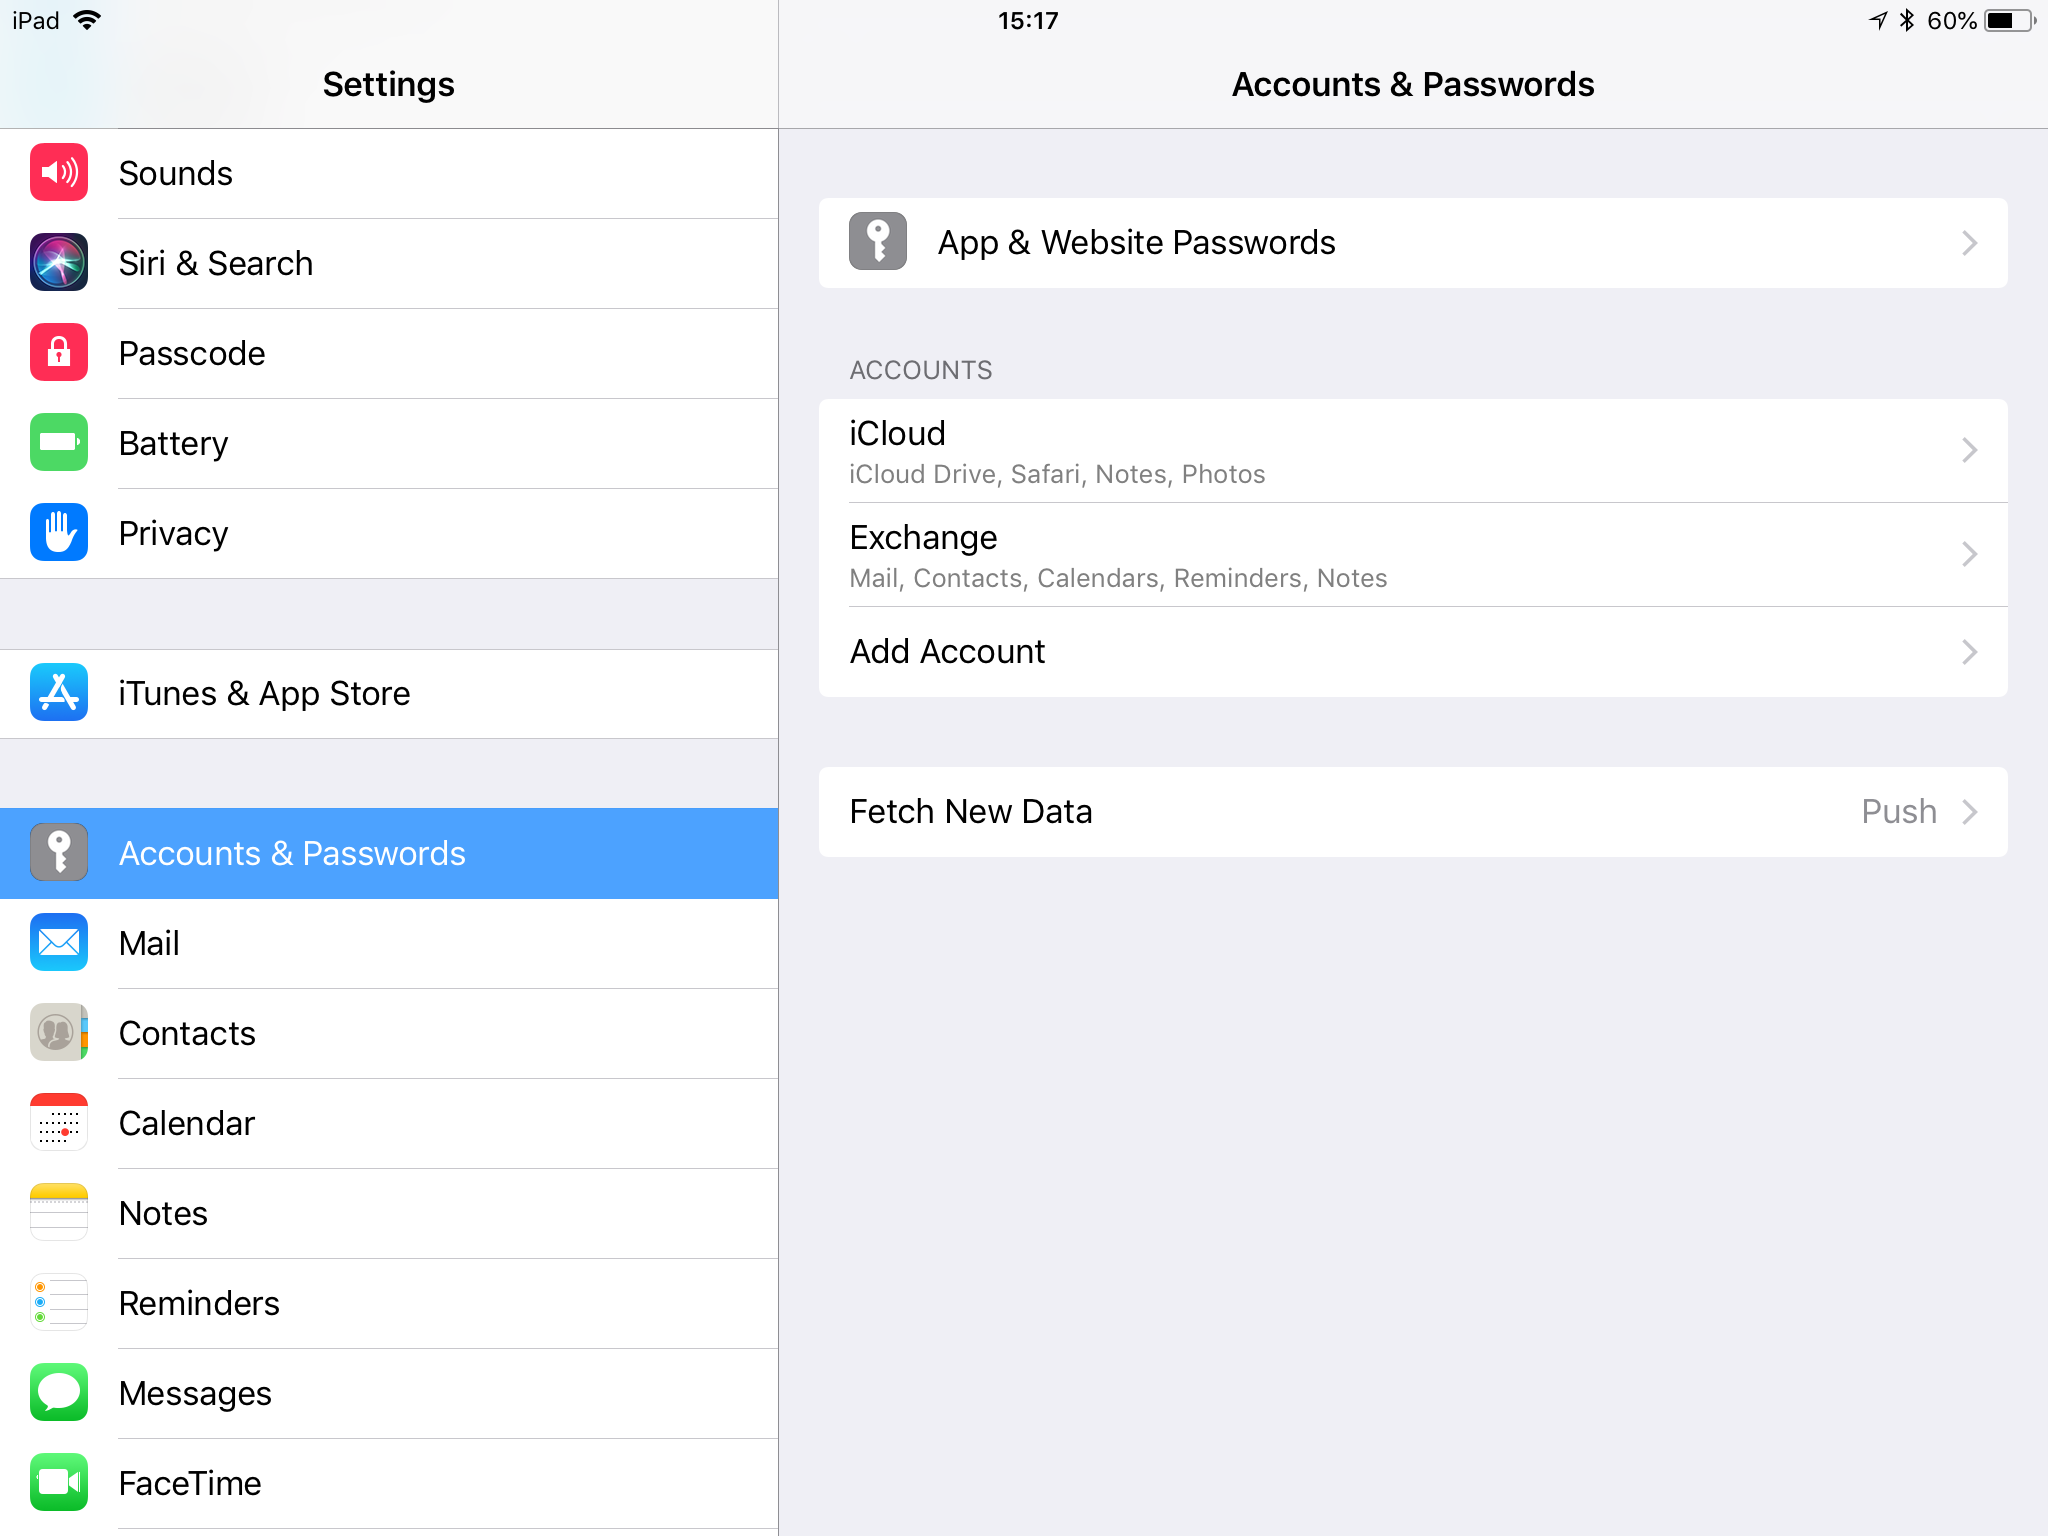 iPad
15:17
60%
Settings
Accounts & Passwords
Sounds
Siri & Search
Passcode
Battery
Privacy
iTunes & App Store
Accounts & Passwords
Mail
Contacts
Calendar
Notes
Reminders
Messages
FaceTime
App & Website Passwords
ACCOUNTS
iCloud
iCloud Drive, Safari, Notes, Photos
Exchange
Mail, Contacts, Calendars, Reminders, Notes
Add Account
Fetch New Data
Push